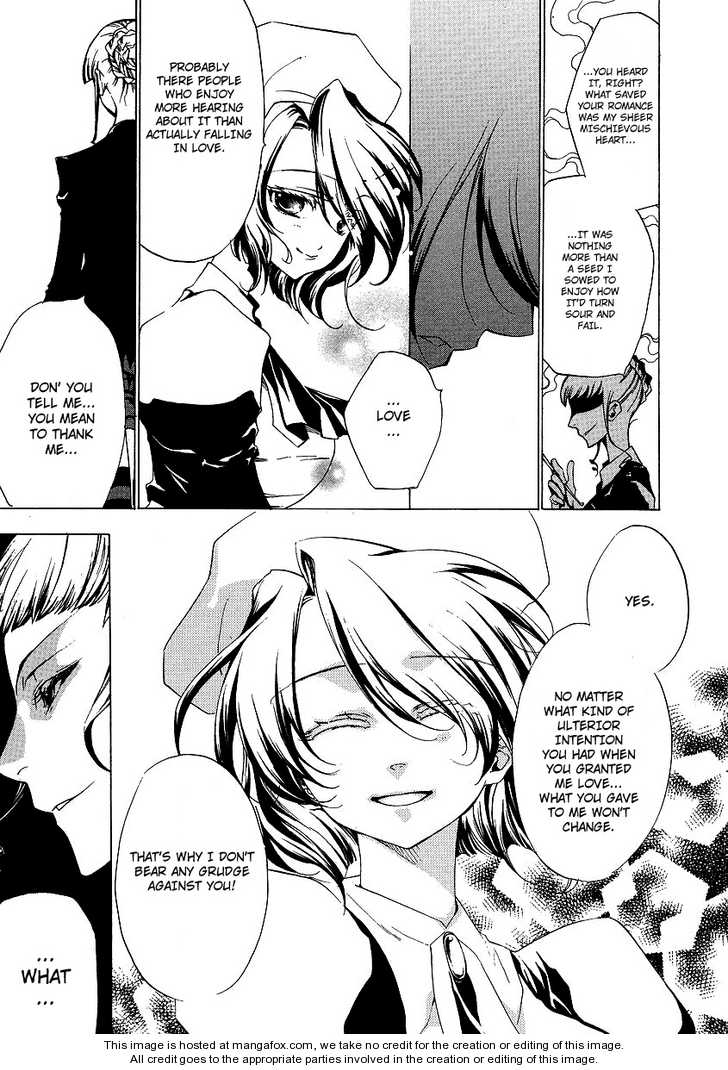 ...YOU HEARD
IT, RIGHT?
WHAT SAVED
YOUR ROMANCE
WAS MY SHEER
MISCHIEVOUS
HEART...
...IT WAS
NOTHING
MORE THAN
A SEED I
SOWED TO
ENJOY HOW
IT'D TURN
SOUR AND
FAIL.
PROBABLY
THERE PEOPLE
WHO ENJOY
MORE HEARING
ABOUT IT THAN
ACTUALLY FALLING
IN LOVE.
...
LOVE
...
DON' YOU
TELL ME...
YOU MEAN
TO THANK
ME...
YES.
NO MATTER
WHAT KIND OF
ULTERIOR
INTENTION
YOU HAD WHEN
YOU GRANTED
ME LOVE...
WHAT YOU GAVE
TO ME WON'T
CHANGE.
THAT'S WHY I DON'T
BEAR ANY GRUDGE
AGAINST YOU!
...
WHAT
...
This image is hosted at mangafox.com, we take no credit for the creation or editing of this image.
All credit goes to the appropriate parties involved in the creation or editing of this image.